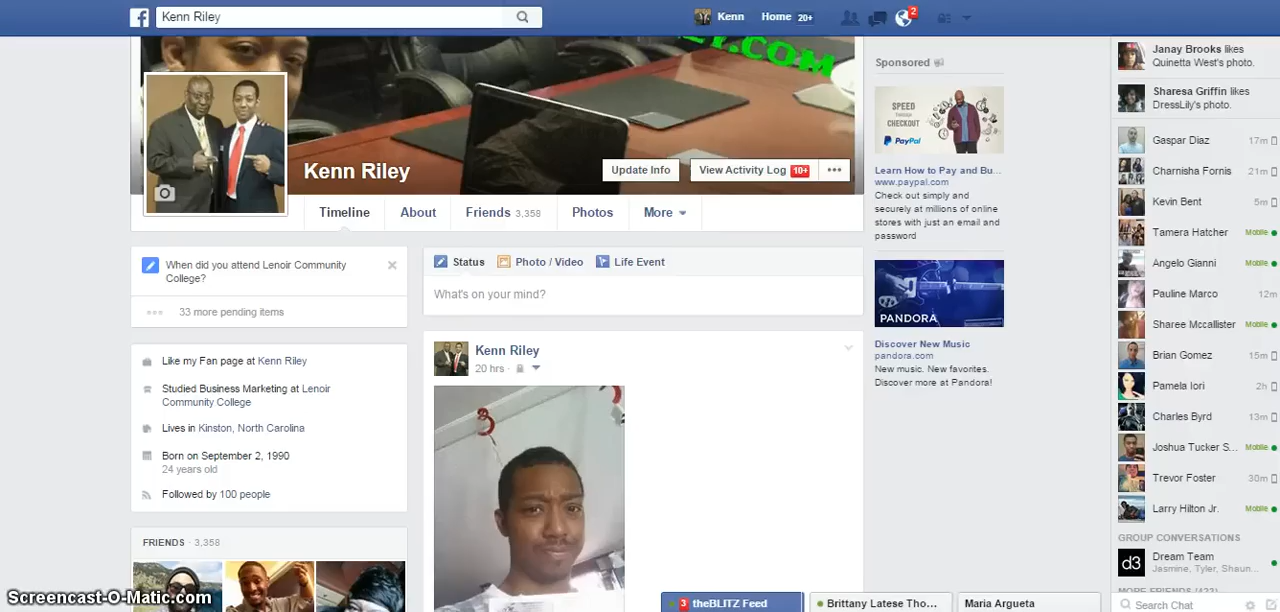 Kenn Riley
Kenn
Home 20+
2
.COM
Kenn Riley
Update Info
View Activity Log 10+
Timeline
About
Friends 3,358
Photos
More
When did you attend Lenoir Community
College?
33 more pending items
Like my Fan page at Kenn Riley
Studied Business Marketing at Lenoir
Community College
Lives in Kinston, North Carolina
Born on September 2, 1990
24 years old
Followed by 100 people
FRIENDS · 3,358
Status
Photo / Video
Life Event
What's on your mind?
Kenn Riley
20 hrs ·
Sponsored
SPEED
CHECKOUT
PayPal
Learn How to Pay and Bu...
www.paypal.com
Check out simply and
securely at millions of online
stores with just an email and
password
PANDORA
Discover New Music
pandora.com
New music. New favorites.
Discover more at Pandora!
Janay Brooks likes
Quinetta West's photo.
Sharesa Griffin likes
DressLily's photo.
Gaspar Diaz 17m
Charnisha Forris 21m
Kevin Bent 5m
Tamera Hatcher Mobile
Angelo Gianni Mobile
Pauline Marco 12m
Sharee Mccallister Mobile
Brian Gomez 15m
Pamela Iori 2h
Charles Byrd 13m
Joshua Tucker S... Mobile
Trevor Foster 30m
Larry Hilton Jr. Mobile
GROUP CONVERSATIONS
d3
Dream Team
Jasmine, Tyler, Shaun...
MORE FRIENDS
Search Chat
3 theBLITZ Feed
Brittany Latese Tho...
Maria Argueta
Screencast-O-Matic.com